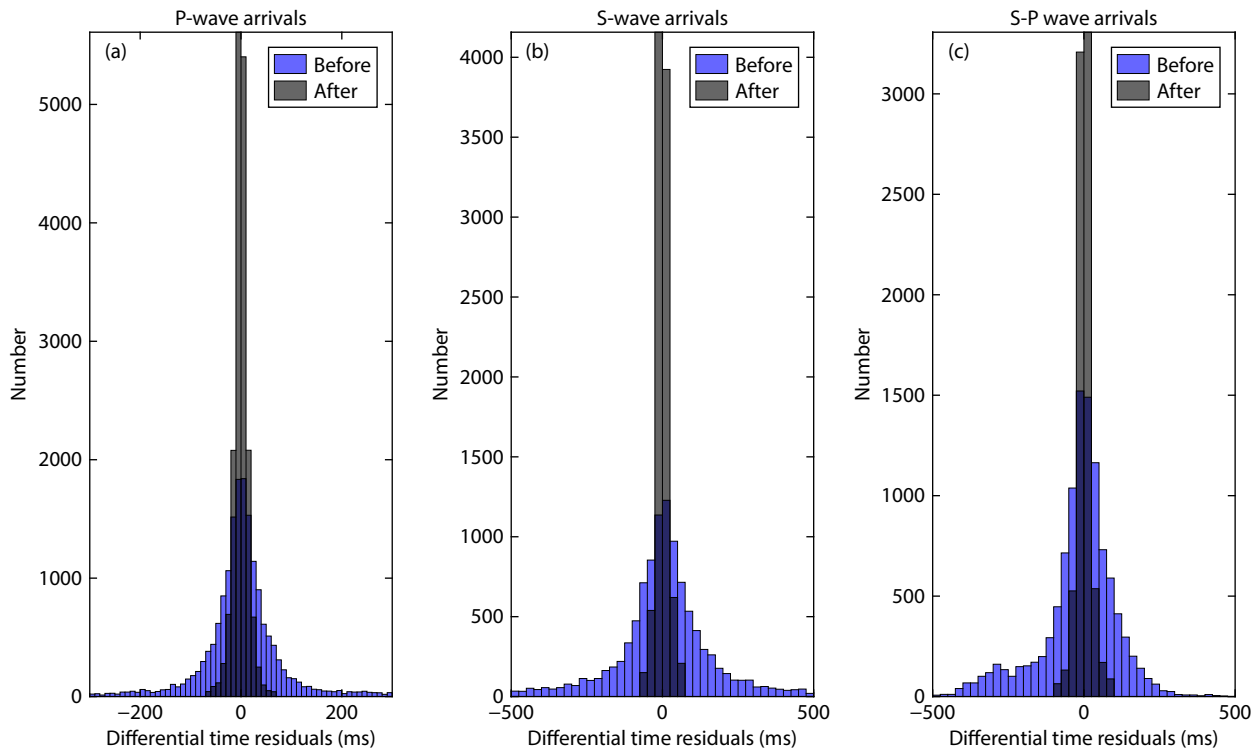 P-wave arrivals
(a)
Before
After
5000
4000
3000
2000
1000
0
Number
−200
0
200
Differential time residuals (ms)
S-wave arrivals
(b)
Before
After
4000
3500
3000
2500
2000
1500
1000
500
0
Number
−500
0
500
Differential time residuals (ms)
S-P wave arrivals
(c)
Before
After
3000
2500
2000
1500
1000
500
0
Number
−500
0
500
Differential time residuals (ms)